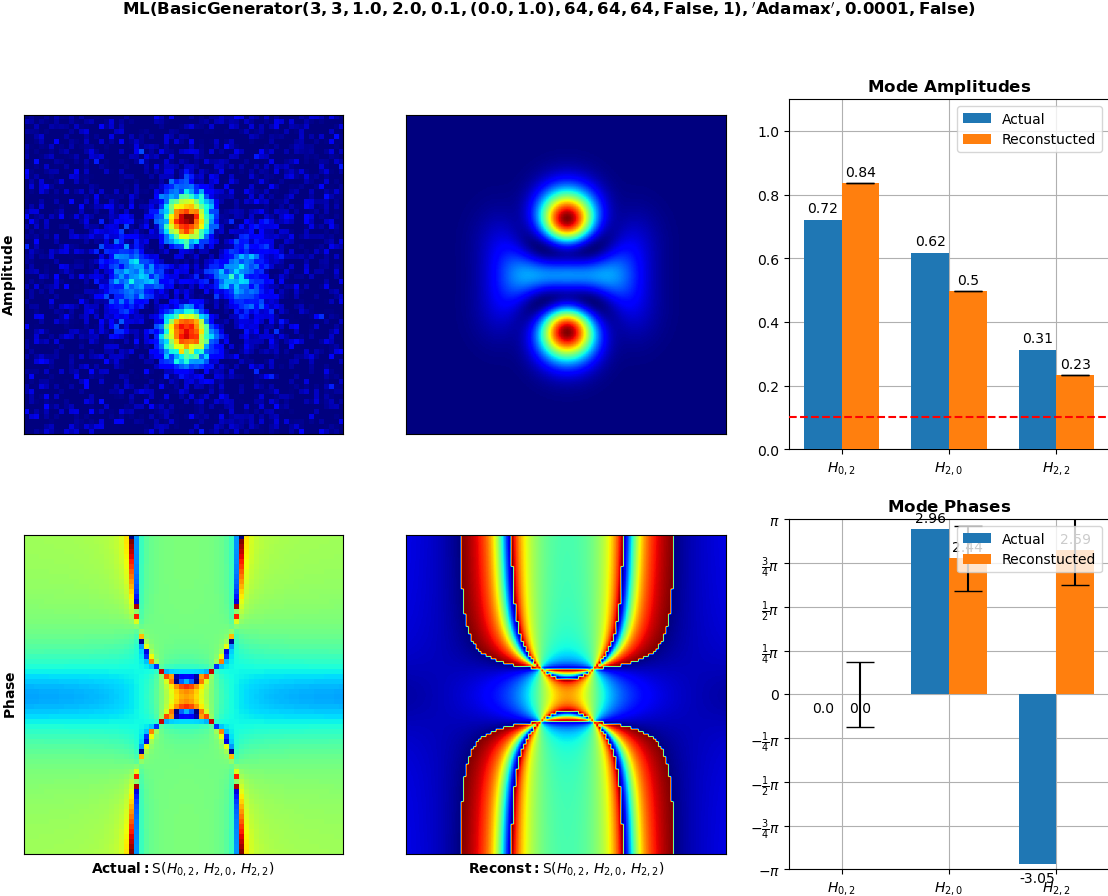 ML(BasicGenerator(3, 3, 1.0, 2.0, 0.1, (0.0, 1.0), 64, 64, 64, False, 1), 'Adamax', 0.0001, False)
Mode Amplitudes
Amplitude
1.0
0.8
0.6
0.4
0.2
0.0
Actual
Reconstucted
0.72
0.84
0.62
0.5
0.31
0.23
H0, 2
H2, 0
H2, 2
Mode Phases
Phase
π
3/4π
1/2π
1/4π
0
−1/4π
−1/2π
−3/4π
−π
Actual
Reconstucted
0.0
0.0
2.96
2.44
-3.05
2.59
H0, 2
H2, 0
H2, 2
Actual: S(H0, 2, H2, 0, H2, 2)
Reconst: S(H0, 2, H2, 0, H2, 2)